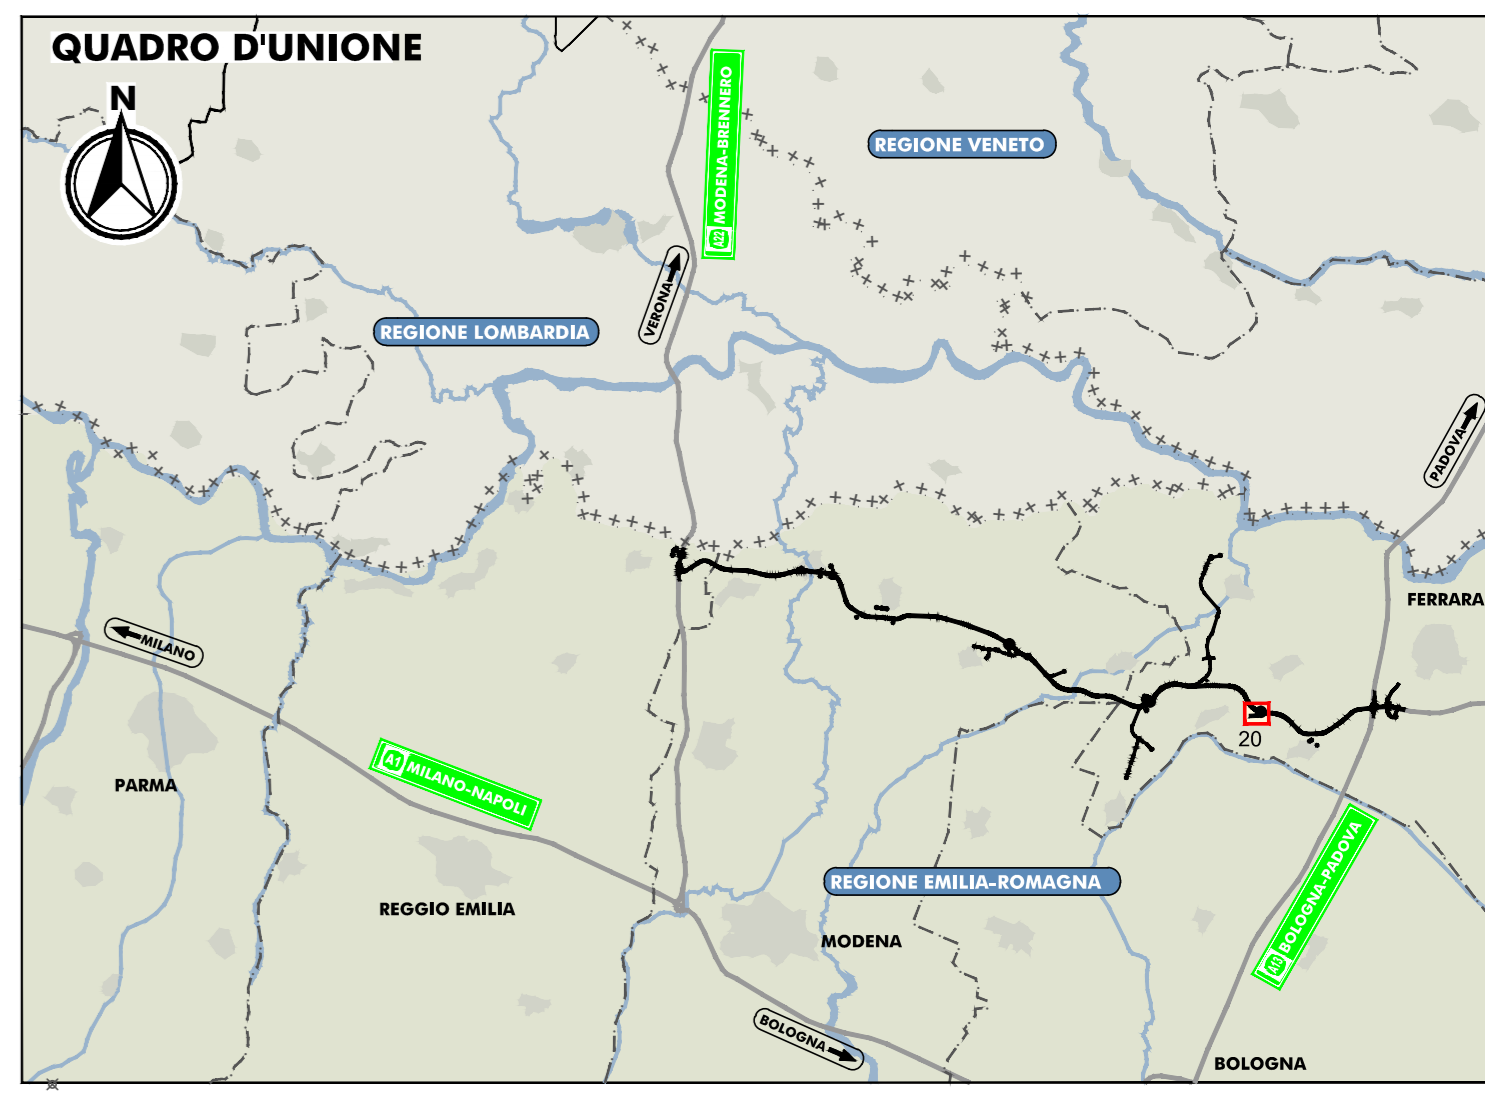 QUADRO D'UNIONE
N
A22 MODENA-BRENNERO
REGIONE VENETO
VERONA
REGIONE LOMBARDIA
PADOVA
FERRARA
MILANO
20
A1 MILANO-NAPOLI
PARMA
REGIONE EMILIA-ROMAGNA
A13 BOLOGNA-PADOVA
REGGIO EMILIA
MODENA
BOLOGNA
BOLOGNA